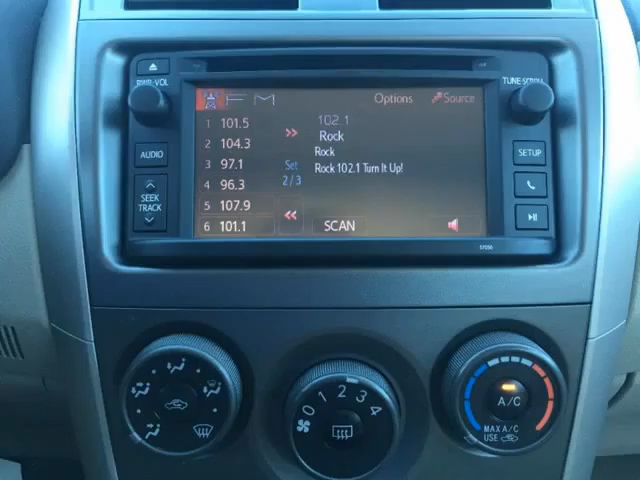 PWR·VOL
TUNE·SCROLL
FM
Options
Source
1 101.5
2 104.3
3 97.1
4 96.3
5 107.9
6 101.1
Set
2/3
102.1
Rock
Rock
Rock 102.1 Turn It Up!
SCAN
AUDIO
SEEK
TRACK
SETUP
0 1 2 3 4
A/C
MAX A/C
USE